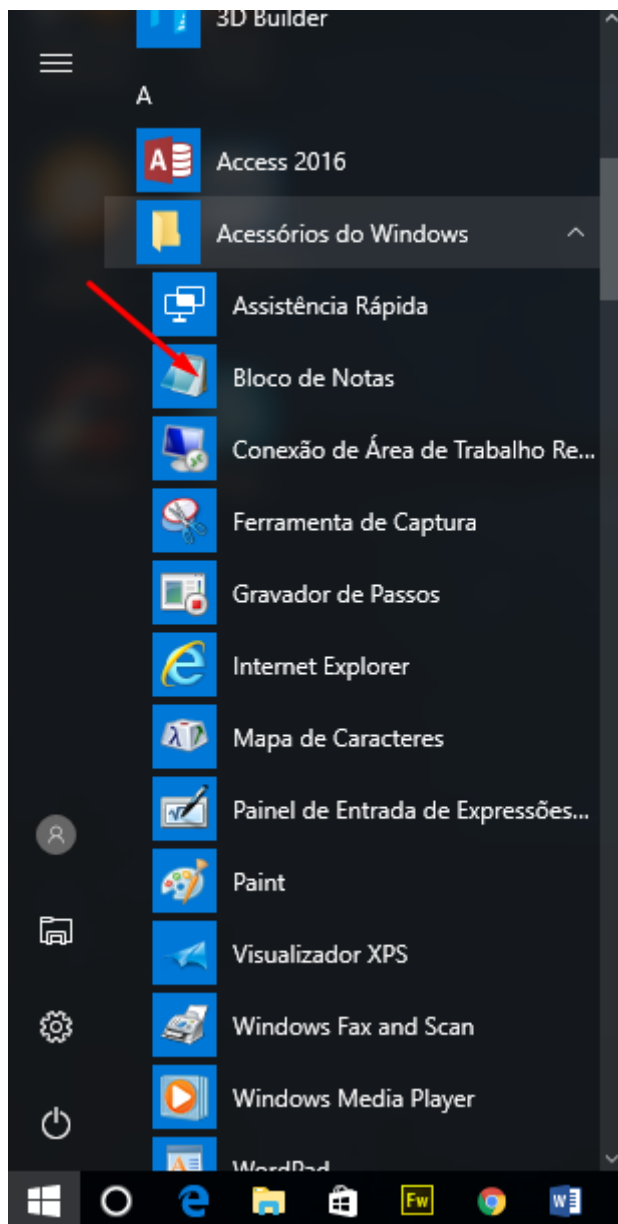 3D Builder
A
Access 2016
Acessórios do Windows
Assistência Rápida
Bloco de Notas
Conexão de Área de Trabalho Re...
Ferramenta de Captura
Gravador de Passos
Internet Explorer
Mapa de Caracteres
Painel de Entrada de Expressões...
Paint
Visualizador XPS
Windows Fax and Scan
Windows Media Player
WordPad
Fw